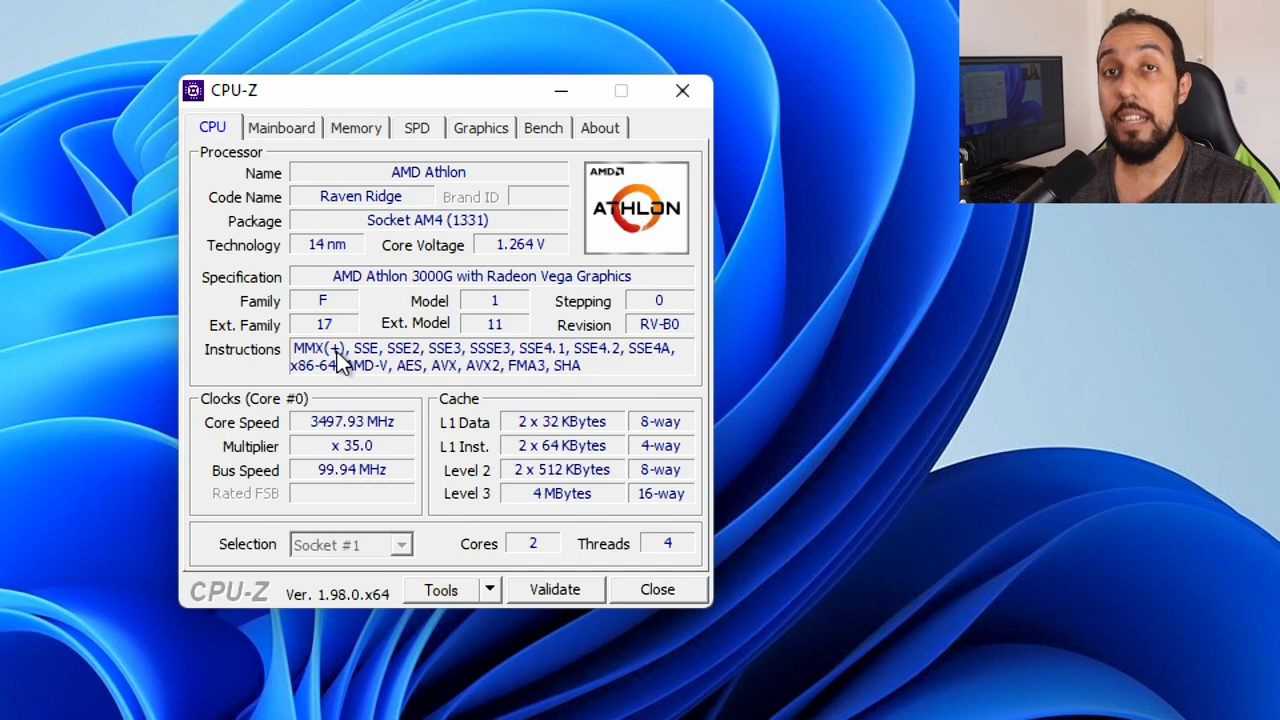 CPU-Z
CPU Mainboard Memory SPD Graphics Bench About
Processor
Name AMD Athlon
Code Name Raven Ridge Brand ID
Package Socket AM4 (1331)
Technology 14 nm Core Voltage 1.264 V
AMD
ATHLON
Specification AMD Athlon 3000G with Radeon Vega Graphics
Family F Model 1 Stepping 0
Ext. Family 17 Ext. Model 11 Revision RV-B0
Instructions MMX(+), SSE, SSE2, SSE3, SSSE3, SSE4.1, SSE4.2, SSE4A,
x86-64, AMD-V, AES, AVX, AVX2, FMA3, SHA
Clocks (Core #0)
Core Speed 3497.93 MHz
Multiplier x 35.0
Bus Speed 99.94 MHz
Rated FSB
Cache
L1 Data 2 x 32 KBytes 8-way
L1 Inst. 2 x 64 KBytes 4-way
Level 2 2 x 512 KBytes 8-way
Level 3 4 MBytes 16-way
Selection Socket #1 Cores 2 Threads 4
CPU-Z Ver. 1.98.0.x64 Tools Validate Close